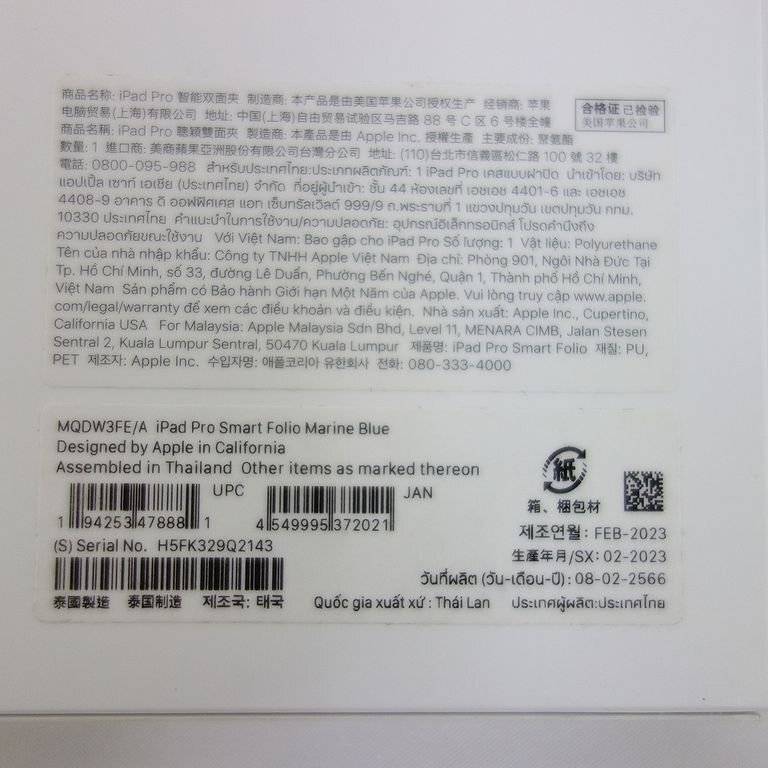 商品名称: iPad Pro 智能双面夹 制造商: 本产品是由美国苹果公司授权生产 经销商: 苹果
电脑贸易(上海)有限公司 地址: 中国(上海)自由贸易试验区马吉路 88 号 C 区 6 号楼全幢
合格证 已检验
美国苹果公司
商品名稱: iPad Pro 聰穎雙面夾 製造商: 本產品是由 Apple Inc. 授權生產 主要成份: 聚氨酯
數量: 1 進口商: 美商蘋果亞洲股份有限公司台灣分公司 地址: (110)台北市信義區松仁路 100 號 32 樓
電話: 0800-095-988 สำหรับประเทศไทย:ประเภทผลิตภัณฑ์: 1 iPad Pro เคสแบบฝาปิด นำเข้าโดย: บริษัท
แอปเปิ้ล เซาท์ เอเชีย (ประเทศไทย) จำกัด ที่อยู่ผู้นำเข้า: ชั้น 44 ห้องเลขที่ เอชเอช 4401-6 และ เอชเอช
4408-9 อาคาร ดิ ออฟฟิศเศส แอท เซ็นทรัลเวิลด์ 999/9 ถ.พระรามที่ 1 แขวงปทุมวัน เขตปทุมวัน กทม.
10330 ประเทศไทย คำแนะนำในการใช้งาน/ความปลอดภัย: อุปกรณ์อิเล็กทรอนิกส์ โปรดคำนึงถึง
ความปลอดภัยขณะใช้งาน Với Việt Nam: Bao gập cho iPad Pro Số lượng: 1 Vật liệu: Polyurethane
Tên của nhà nhập khẩu: Công ty TNHH Apple Việt Nam Địa chỉ: Phòng 901, Ngôi Nhà Đức Tại
Tp. Hồ Chí Minh, số 33, đường Lê Duẩn, Phường Bến Nghé, Quận 1, Thành phố Hồ Chí Minh,
Việt Nam Sản phẩm có Bảo hành Giới hạn Một Năm của Apple. Vui lòng truy cập www.apple.
com/legal/warranty để xem các điều khoản và điều kiện. Nhà sản xuất: Apple Inc., Cupertino,
California USA For Malaysia: Apple Malaysia Sdn Bhd, Level 11, MENARA CIMB, Jalan Stesen
Sentral 2, Kuala Lumpur Sentral, 50470 Kuala Lumpur 제품명: iPad Pro Smart Folio 재질: PU,
PET 제조자: Apple Inc. 수입자명: 애플코리아 유한회사 전화: 080-333-4000
MQDW3FE/A iPad Pro Smart Folio Marine Blue
Designed by Apple in California
Assembled in Thailand Other items as marked thereon
UPC
1 94253 47888 1
JAN
4 549995 372021
紙
箱、梱包材
(S) Serial No. H5FK329Q2143
제조연월: FEB-2023
生產年月/SX: 02-2023
วันที่ผลิต (วัน-เดือน-ปี): 08-02-2566
泰國製造 泰国制造 제조국: 태국 Quốc gia xuất xứ : Thái Lan ประเทศผู้ผลิต:ประเทศไทย